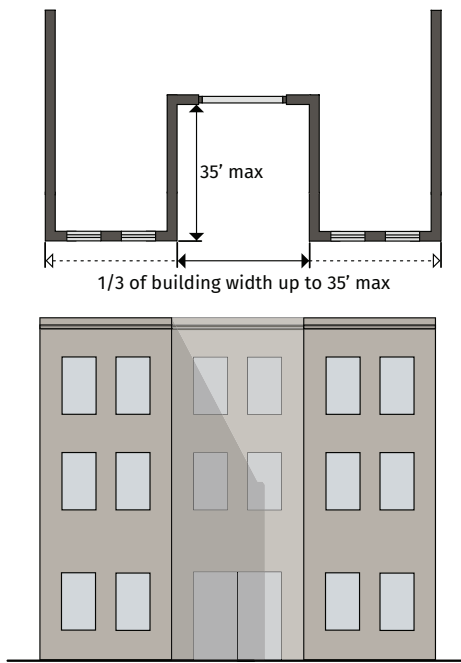 35’ max
1/3 of building width up to 35’ max